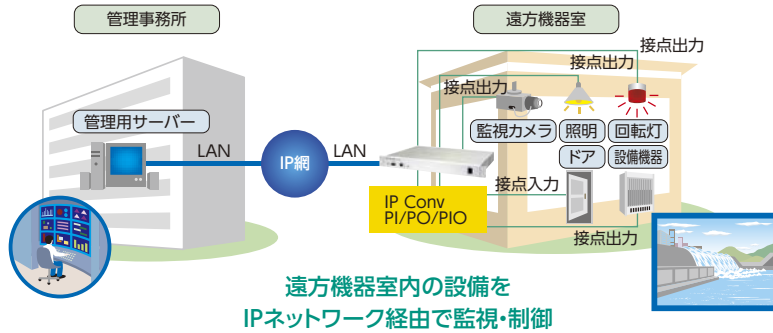 管理事務所
遠方機器室
接点出力
接点出力
接点出力
管理用サーバー
監視カメラ
照明
回転灯
LAN
IP網
LAN
ドア
設備機器
接点入力
IP Conv
PI/PO/PIO
接点出力
遠方機器室内の設備を
IPネットワーク経由で監視・制御